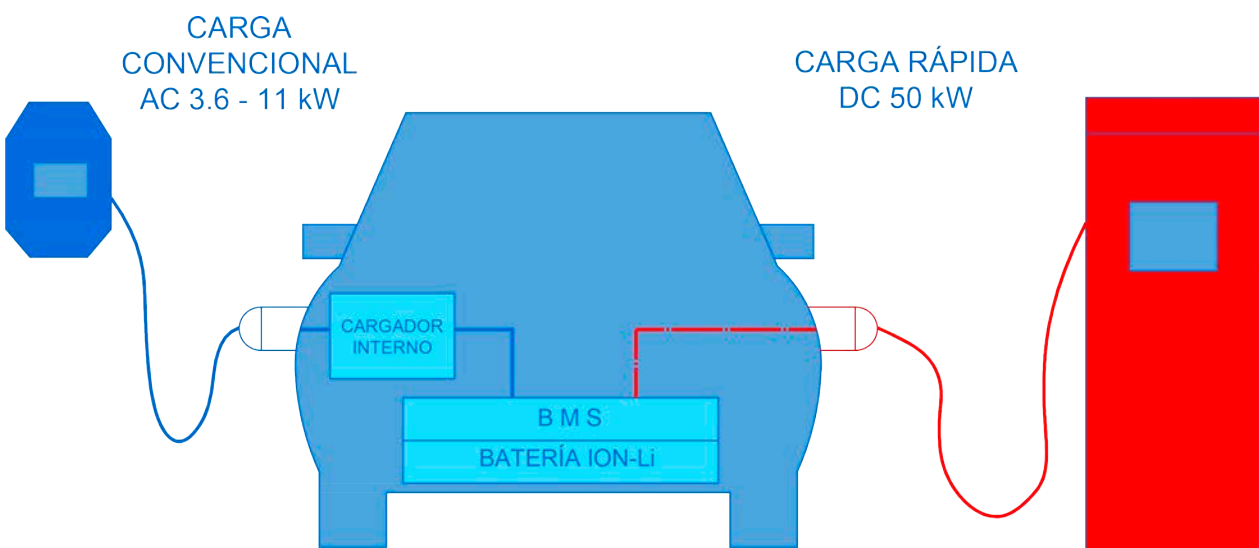 CARGA
CONVENCIONAL
AC 3.6 - 11 kW
CARGA RÁPIDA
DC 50 kW
CARGADOR
INTERNO
B M S
BATERÍA ION-Li